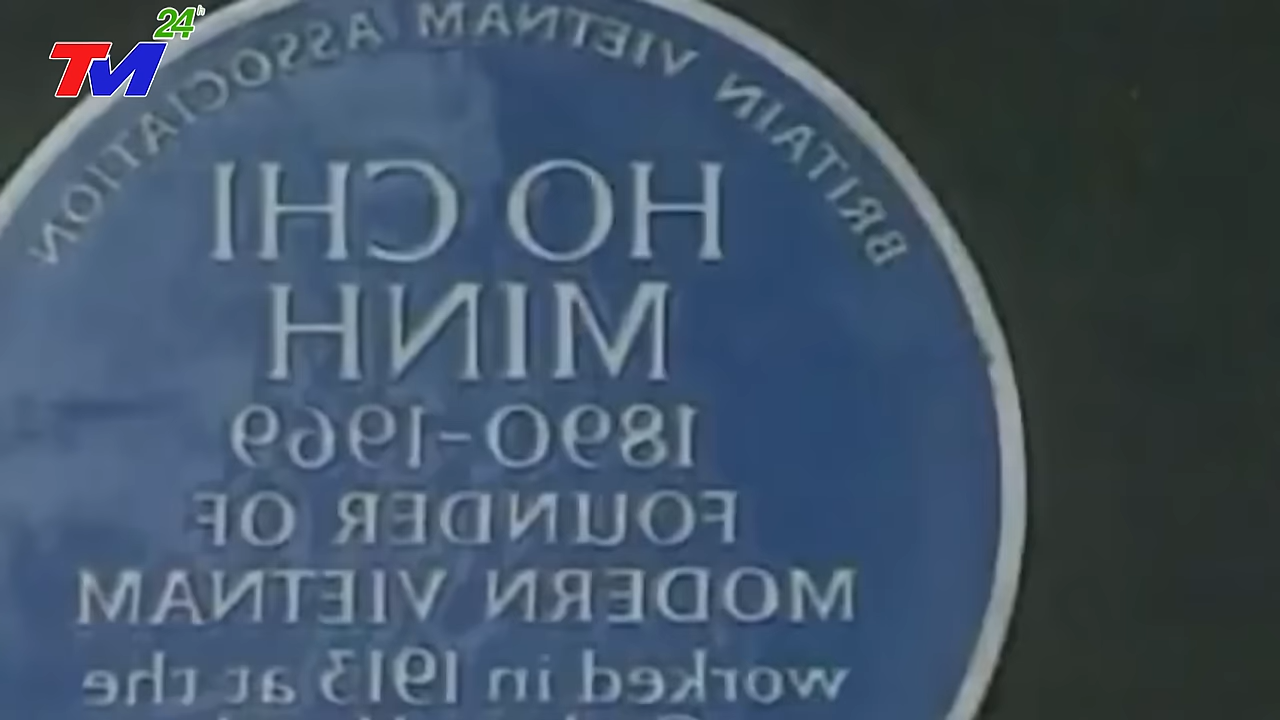 TM 24h
BRITAIN VIETNAM ASSOCIATION
HO CHI
MINH
1890-1969
FOUNDER OF
MODERN VIETNAM
worked in 1913 at the